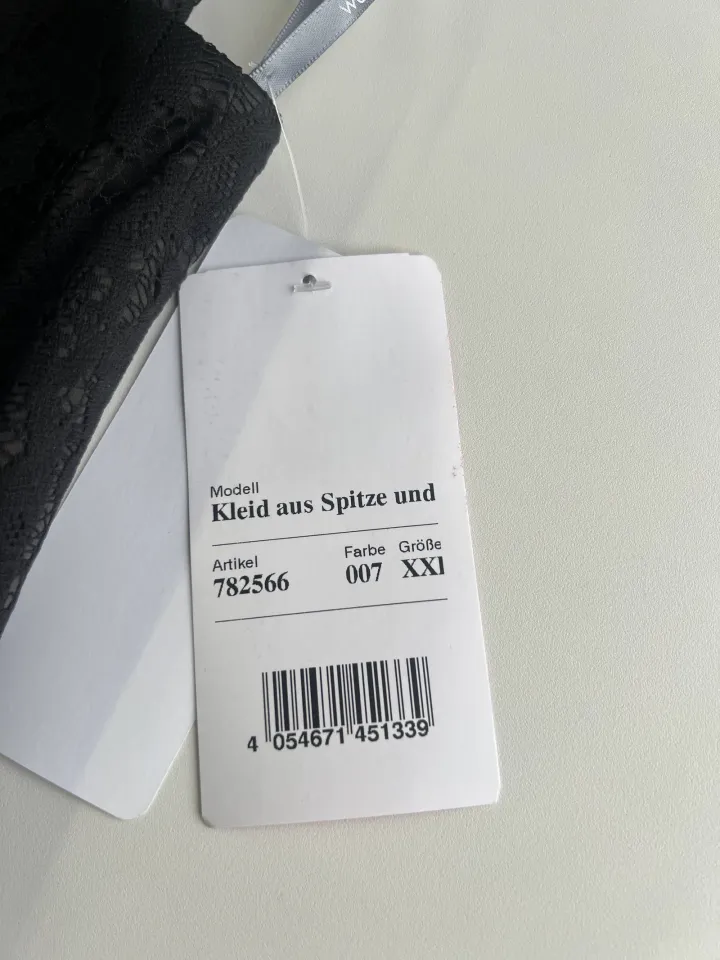 Modell
Kleid aus Spitze und
Artikel Farbe Größe
782566 007 XXl
4 054671 451339